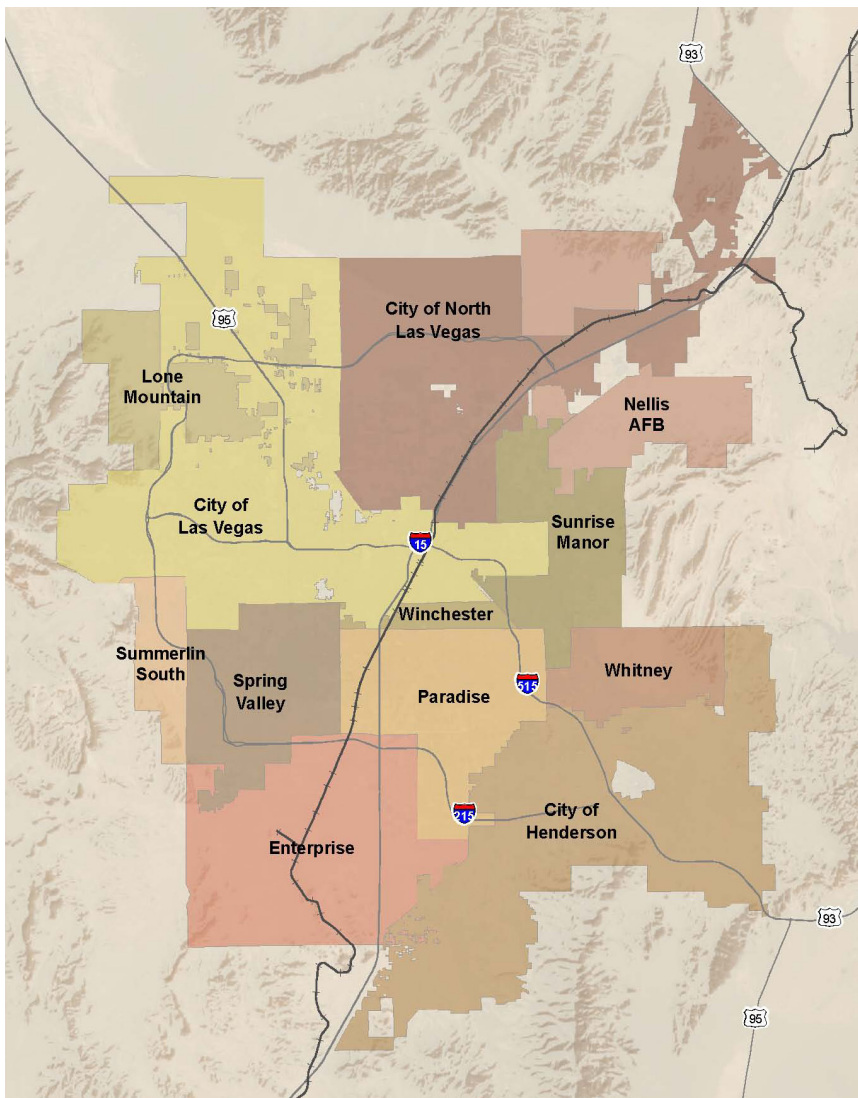 93
City of North
Las Vegas
95
Lone
Mountain
Nellis
AFB
City of
Las Vegas
Sunrise
Manor
15
Winchester
Summerlin
South
Spring
Valley
Whitney
Paradise
515
215
City of
Henderson
Enterprise
93
95